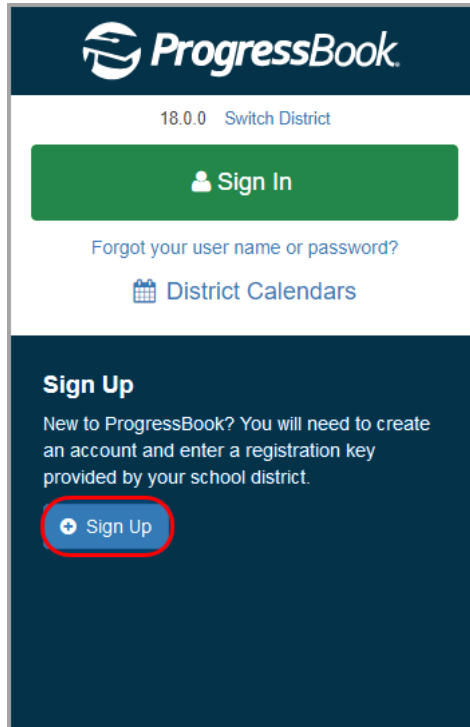 ProgressBook.
18.0.0 Switch District
Sign In
Forgot your user name or password?
District Calendars
Sign Up
New to ProgressBook? You will need to create
an account and enter a registration key
provided by your school district.
Sign Up